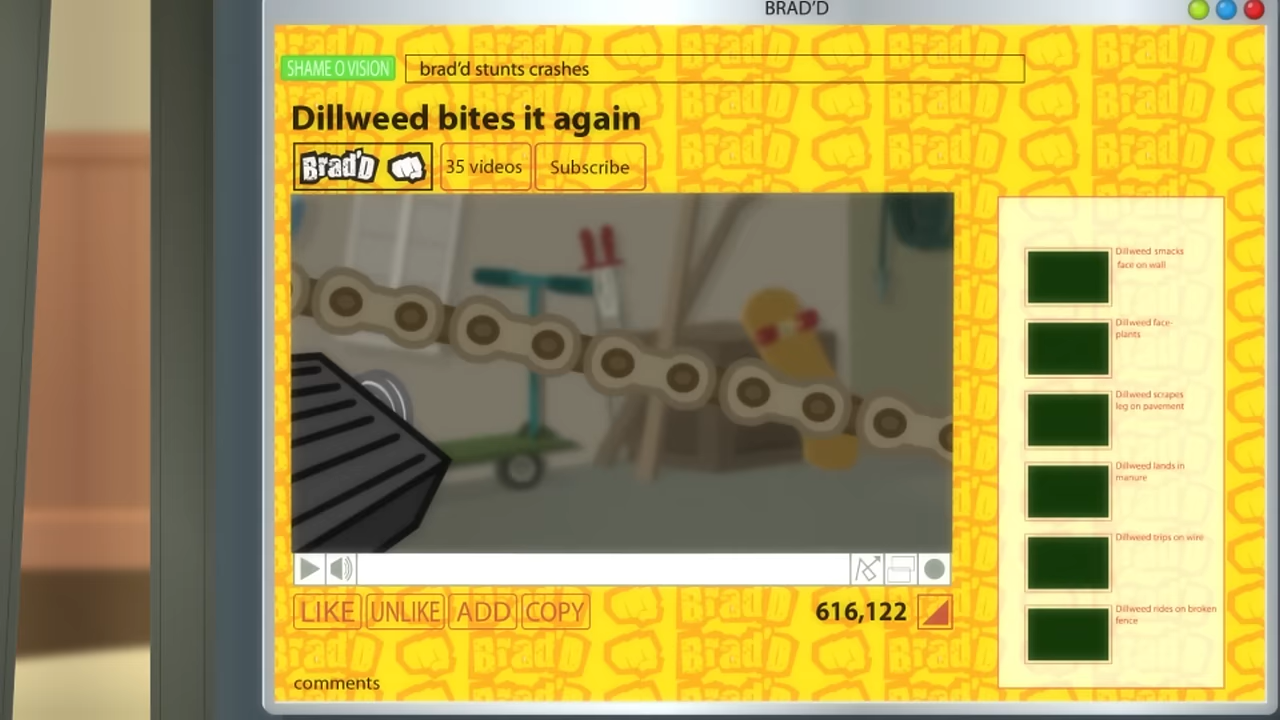 BRAD'D
SHAME O VISION
brad'd stunts crashes
Dillweed bites it again
Brad'D
35 videos
Subscribe
Dillweed smacks
face on wall
Dillweed face-
plants
Dillweed scrapes
leg on pavement
Dillweed lands in
manure
Dillweed trips on wire
Dillweed rides on broken
fence
LIKE
UNLIKE
ADD
COPY
616,122
comments